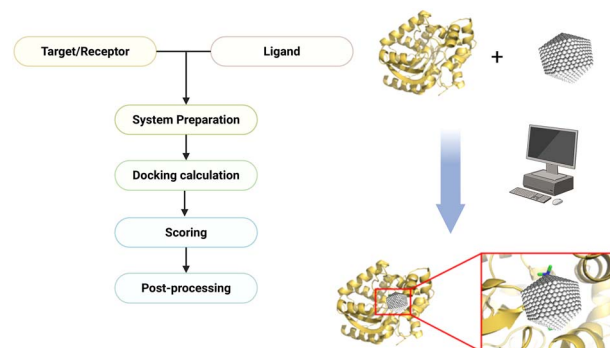 Target/Receptor
Ligand
System Preparation
Docking calculation
Scoring
Post-processing
+